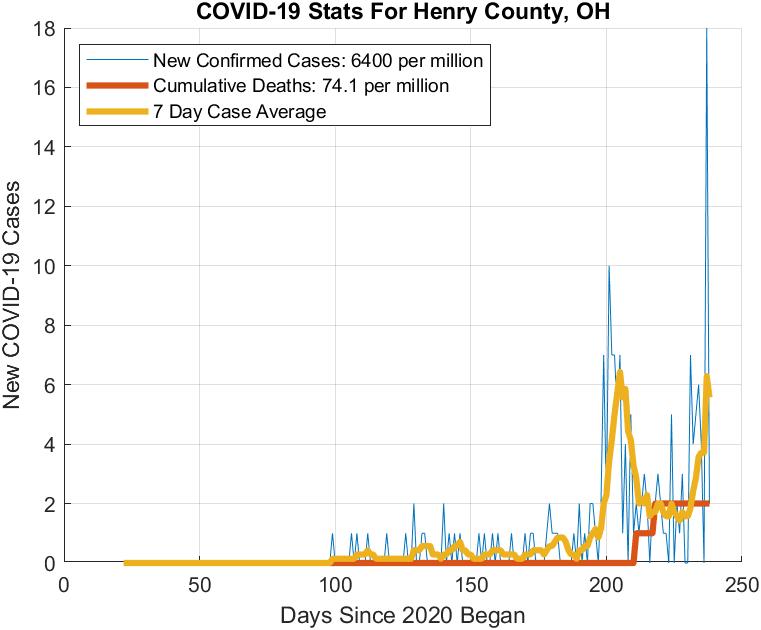 COVID-19 Stats For Henry County, OH
New Confirmed Cases: 6400 per million
Cumulative Deaths: 74.1 per million
7 Day Case Average
New COVID-19 Cases
18
16
14
12
10
8
6
4
2
0
0 50 100 150 200 250
Days Since 2020 Began